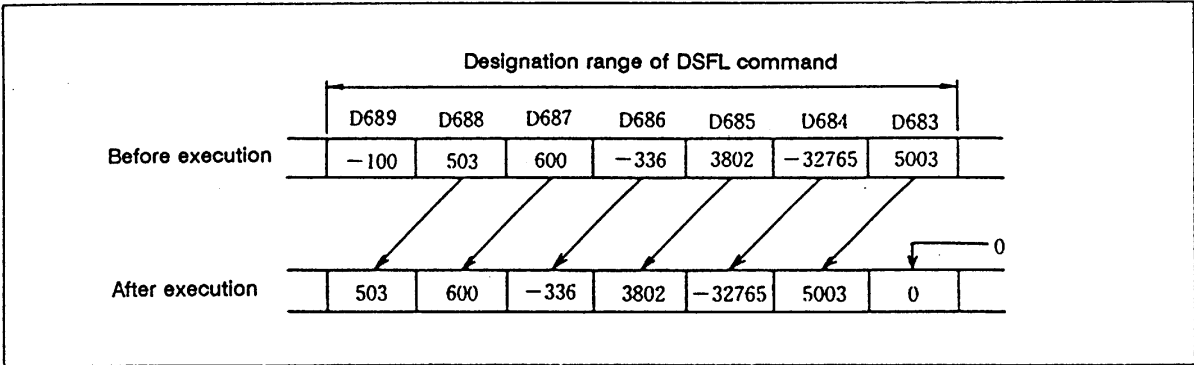 Designation range of DSFL command
D689 D688 D687 D686 D685 D684 D683
Before execution -100 503 600 -336 3802 -32765 5003
0
After execution 503 600 -336 3802 -32765 5003 0